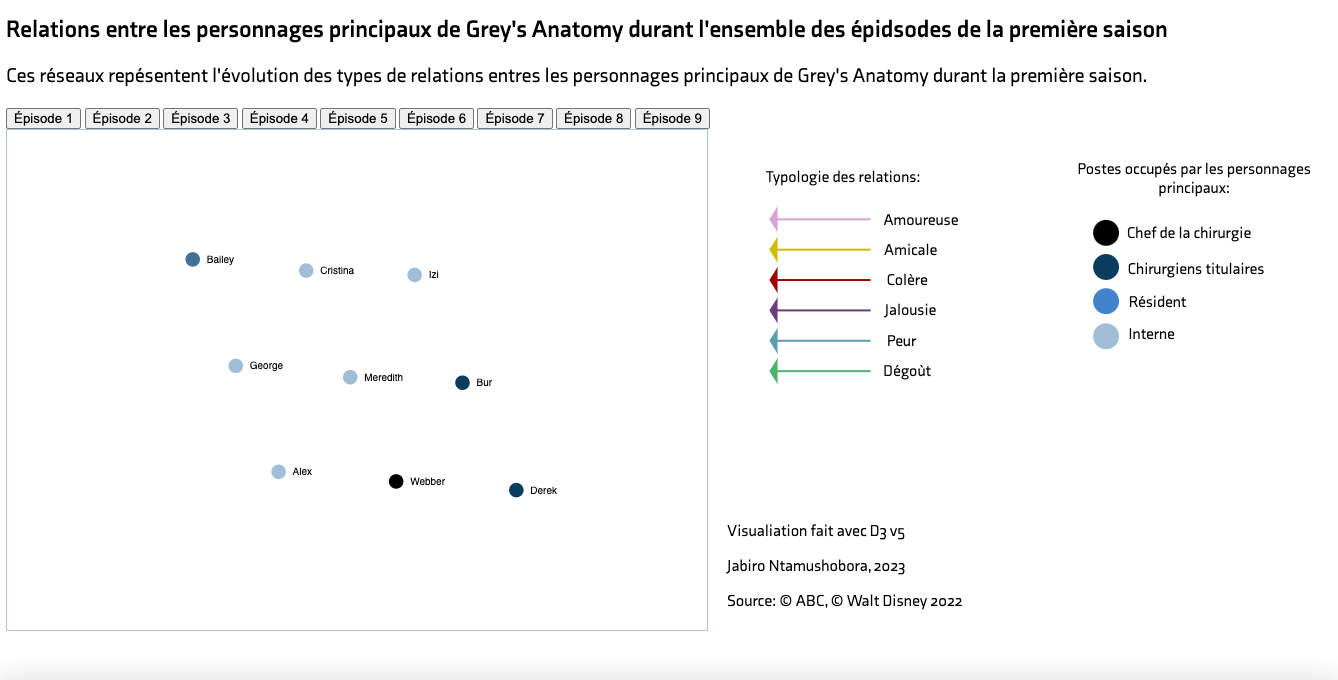 Relations entre les personnages principaux de Grey's Anatomy durant l'ensemble des épidsodes de la première saison
Ces réseaux repésentent l'évolution des types de relations entres les personnages principaux de Grey's Anatomy durant la première saison.
Épisode 1 Épisode 2 Épisode 3 Épisode 4 Épisode 5 Épisode 6 Épisode 7 Épisode 8 Épisode 9
Bailey
Cristina
Izi
George
Meredith
Bur
Alex
Webber
Derek
Typologie des relations:
Amoureuse
Amicale
Colère
Jalousie
Peur
Dégoùt
Postes occupés par les personnages
principaux:
Chef de la chirurgie
Chirurgiens titulaires
Résident
Interne
Visualiation fait avec D3 v5
Jabiro Ntamushobora, 2023
Source: © ABC, © Walt Disney 2022